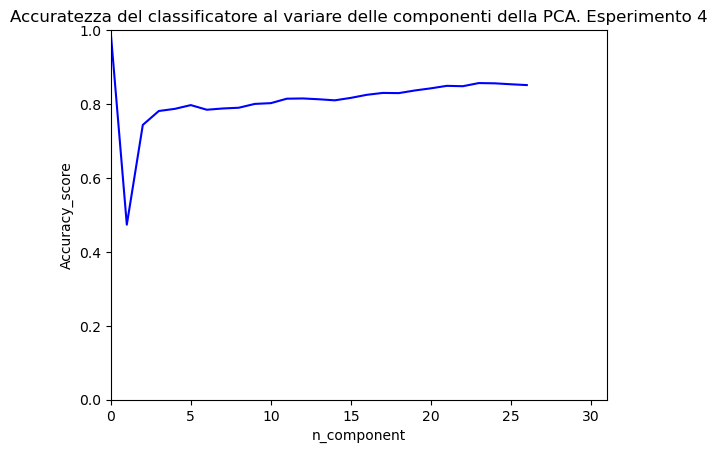 Accuratezza del classificatore al variare delle componenti della PCA. Esperimento 4
1.0
0.8
0.6
0.4
0.2
0.0
Accuracy_score
0 5 10 15 20 25 30
n_component